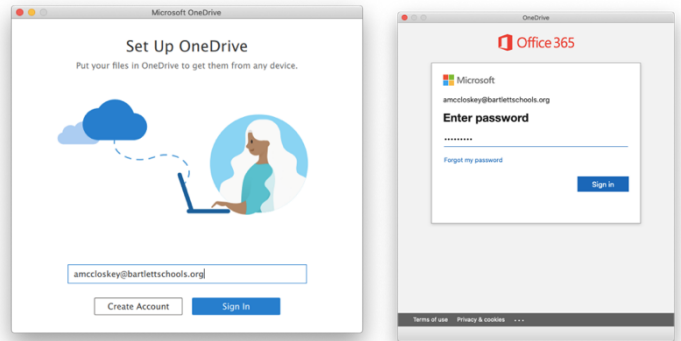 Microsoft OneDrive
Set Up OneDrive
Put your files in OneDrive to get them from any device.
amccloskey@bartlettschools.org
Create Account
Sign In
OneDrive
Office 365
Microsoft
amccloskey@bartlettschools.org
Enter password
•••••••••
Forgot my password
Sign in
Terms of use Privacy & cookies ...